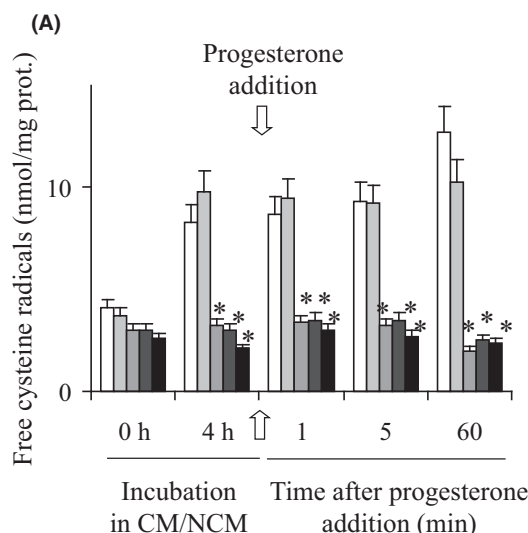 (A)
Progesterone
addition
Free cysteine radicals (nmol/mg prot.)
10
0
* * *
* * *
* * *
* * *
0 h 4 h 1 5 60
Incubation
in CM/NCM
Time after progesterone
addition (min)